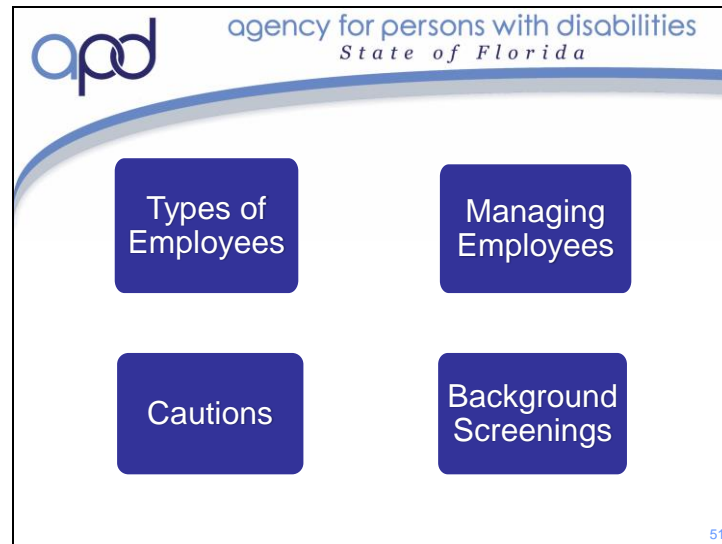 apd
agency for persons with disabilities
State of Florida
Types of
Employees
Managing
Employees
Cautions
Background
Screenings
51